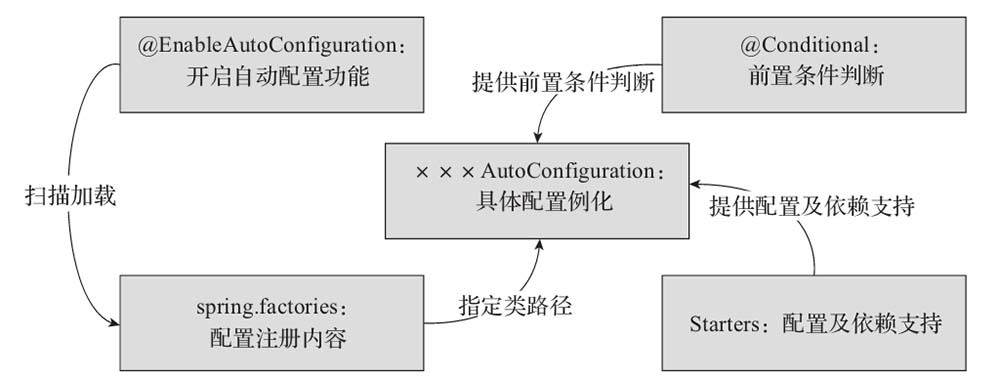 @EnableAutoConfiguration：
开启自动配置功能
@Conditional：
前置条件判断
提供前置条件判断
×××AutoConfiguration：
具体配置例化
扫描加载
提供配置及依赖支持
spring.factories：
配置注册内容
指定类路径
Starters：配置及依赖支持